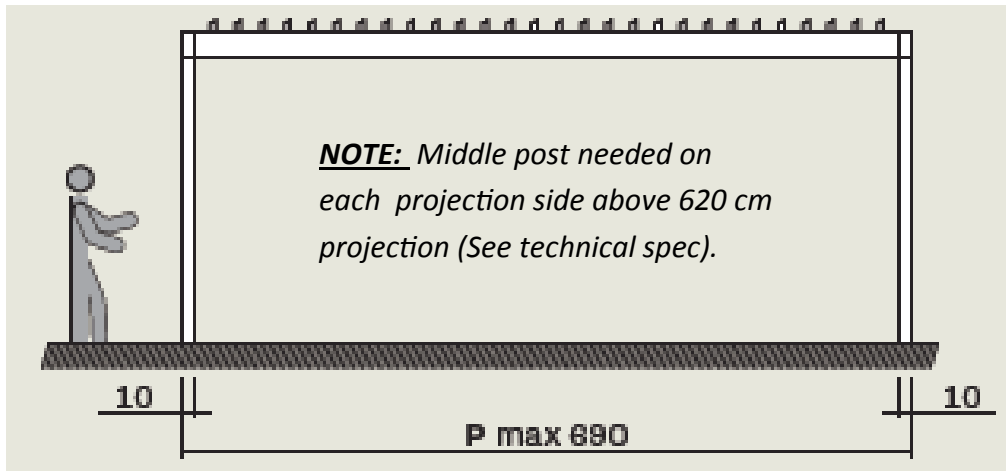 NOTE: Middle post needed on
each projection side above 620 cm
projection (See technical spec).
10
10
P max 690